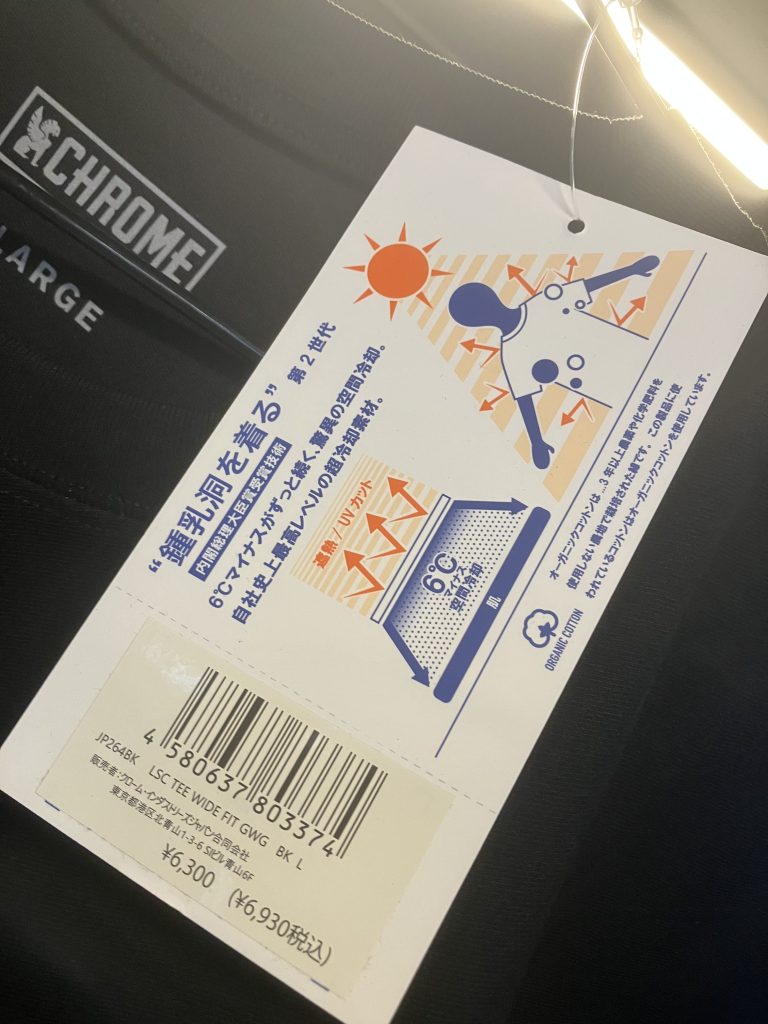 CHROME
LARGE
“鍾乳洞を着る” 第2世代
内閣総理大臣賞受賞技術
6℃マイナスがずっと続く、驚異の空間冷却。
自社史上最高レベルの超冷却素材。
遮熱/UVカット
6℃
マイナス
空間冷却
肌
ORGANIC COTTON
オーガニックコットンは…3年以上農薬や化学肥料を
使用しない農地で栽培された綿です。この製品に使
われているコットンはオーガニックコットンを使用しています。
4 580637 803374
JP264BK LSC TEE WIDE FIT GWG BK L
販売者:クローム・インダストリーズジャパン合同会社
東京都港区北青山1-3-6 SIビル青山6F
¥6,300 (¥6,930税込)